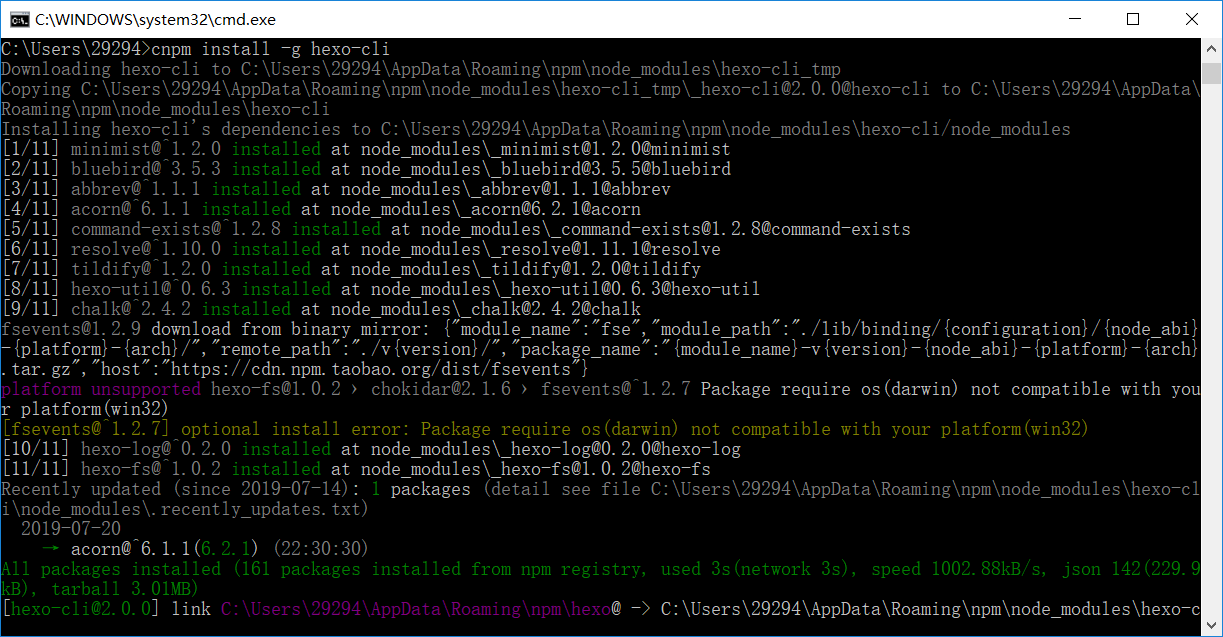 C:\WINDOWS\system32\cmd.exe
C:\Users\29294>cnpm install -g hexo-cli
Downloading hexo-cli to C:\Users\29294\AppData\Roaming\npm\node_modules\hexo-cli_tmp
Copying C:\Users\29294\AppData\Roaming\npm\node_modules\hexo-cli_tmp\_hexo-cli@2.0.0@hexo-cli to C:\Users\29294\AppData\
Roaming\npm\node_modules\hexo-cli
Installing hexo-cli's dependencies to C:\Users\29294\AppData\Roaming\npm\node_modules\hexo-cli/node_modules
[1/11] minimist@^1.2.0 installed at node_modules\_minimist@1.2.0@minimist
[2/11] bluebird@^3.5.3 installed at node_modules\_bluebird@3.5.5@bluebird
[3/11] abbrev@^1.1.1 installed at node_modules\_abbrev@1.1.1@abbrev
[4/11] acorn@^6.1.1 installed at node_modules\_acorn@6.2.1@acorn
[5/11] command-exists@^1.2.8 installed at node_modules\_command-exists@1.2.8@command-exists
[6/11] resolve@^1.10.0 installed at node_modules\_resolve@1.11.1@resolve
[7/11] tildify@^1.2.0 installed at node_modules\_tildify@1.2.0@tildify
[8/11] hexo-util@^0.6.3 installed at node_modules\_hexo-util@0.6.3@hexo-util
[9/11] chalk@^2.4.2 installed at node_modules\_chalk@2.4.2@chalk
fsevents@1.2.9 download from binary_mirror: {"module_name":"fse","module_path":"./lib/binding/{configuration}/{node_abi}
-{platform}-{arch}/","remote_path":"./v{version}/","package_name":"{module_name}-v{version}-{node_abi}-{platform}-{arch}
.tar.gz","host":"https://cdn.npm.taobao.org/dist/fsevents"}
platform unsupported hexo-fs@1.0.2 › chokidar@2.1.6 › fsevents@^1.2.7 Package require os(darwin) not compatible with you
r platform(win32)
[fsevents@^1.2.7] optional install error: Package require os(darwin) not compatible with your platform(win32)
[10/11] hexo-log@^0.2.0 installed at node_modules\_hexo-log@0.2.0@hexo-log
[11/11] hexo-fs@^1.0.2 installed at node_modules\_hexo-fs@1.0.2@hexo-fs
Recently updated (since 2019-07-14): 1 packages (detail see file C:\Users\29294\AppData\Roaming\npm\node_modules\hexo-cl
i\node_modules\.recently_updates.txt)
2019-07-20
→ acorn@^6.1.1(6.2.1) (22:30:30)
All packages installed (161 packages installed from npm registry, used 3s(network 3s), speed 1002.88kB/s, json 142(229.9
kB), tarball 3.01MB)
[hexo-cli@2.0.0] link C:\Users\29294\AppData\Roaming\npm\hexo@ -> C:\Users\29294\AppData\Roaming\npm\node_modules\hexo-c